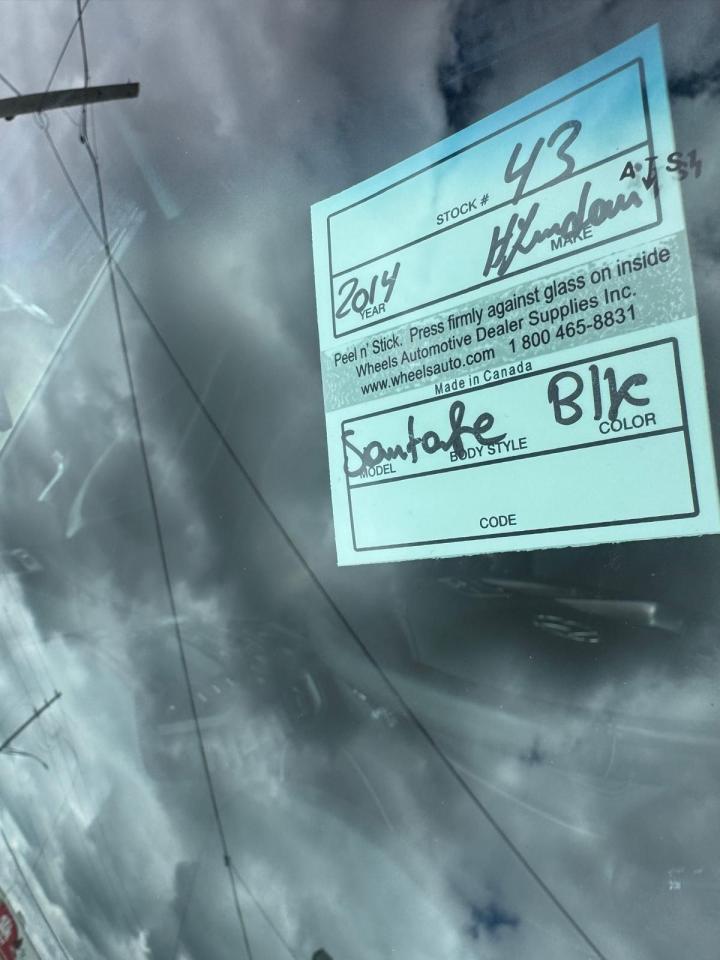 STOCK # 43
2014 Hyundai
YEAR MAKE
Peel n' Stick. Press firmly against glass on inside
Wheels Automotive Dealer Supplies Inc.
www.wheelsauto.com 1 800 465-8831
Made in Canada
Santafe Blk
MODEL BODY STYLE COLOR
CODE